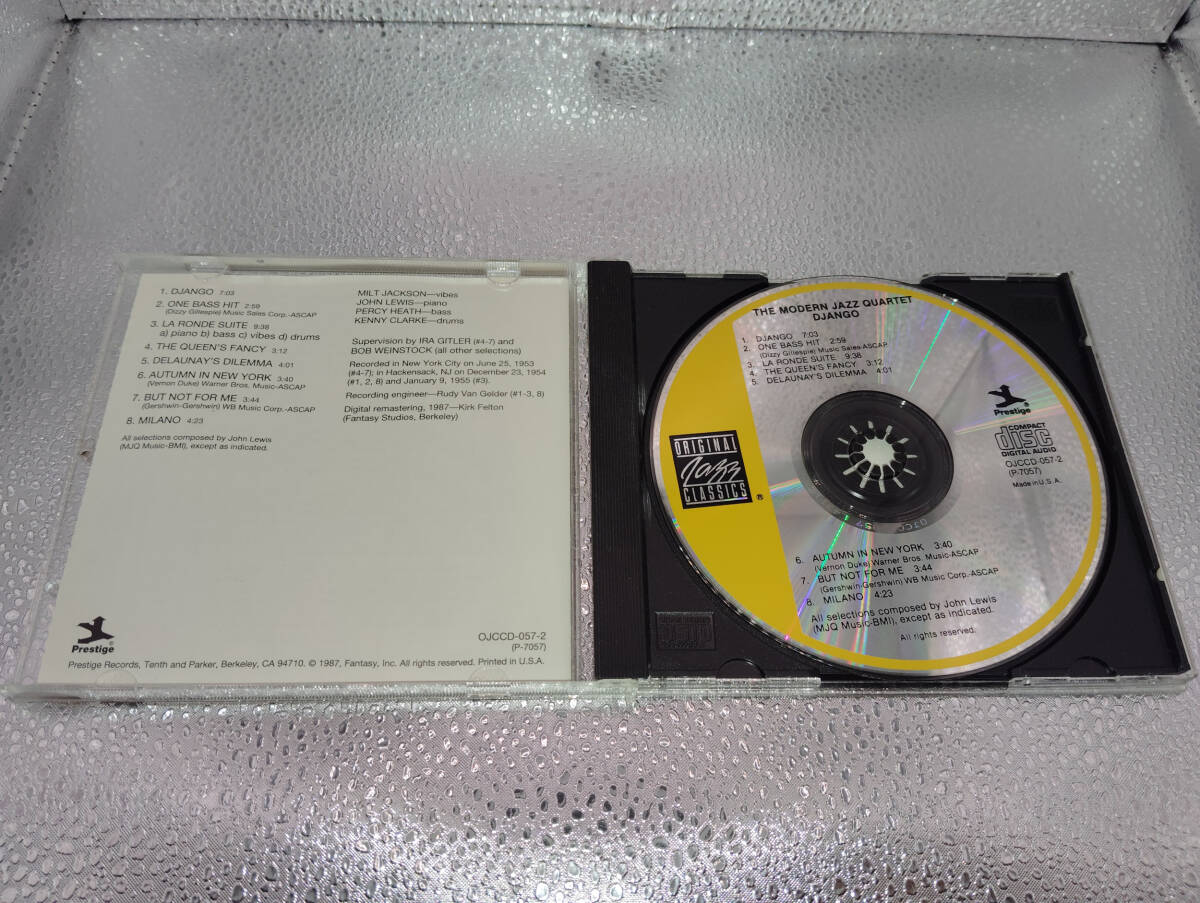 1. DJANGO 7:03
2. ONE BASS HIT 2:59
(Dizzy Gillespie) Music Sales Corp.-ASCAP
3. LA RONDE SUITE 9:38
a) piano b) bass c) vibes d) drums
4. THE QUEEN'S FANCY 3:12
5. DELAUNAY'S DILEMMA 4:01
6. AUTUMN IN NEW YORK 3:40
(Vernon Duke) Warner Bros. Music-ASCAP
7. BUT NOT FOR ME 3:44
(Gershwin-Gershwin) WB Music Corp.-ASCAP
8. MILANO 4:23
All selections composed by John Lewis
(MJQ Music-BMI), except as indicated.
MILT JACKSON—vibes
JOHN LEWIS—piano
PERCY HEATH—bass
KENNY CLARKE—drums
Supervision by IRA GITLER (#4-7) and
BOB WEINSTOCK (all other selections)
Recorded in New York City on June 25, 1953
(#4-7); in Hackensack, NJ on December 23, 1954
(#1, 2, 8) and January 9, 1955 (#3).
Recording engineer—Rudy Van Gelder (#1-3, 8)
Digital remastering, 1987—Kirk Felton
(Fantasy Studios, Berkeley)
Prestige®
OJCCD-057-2
(P-7057)
Prestige Records, Tenth and Parker, Berkeley, CA 94710. © 1987, Fantasy, Inc. All rights reserved. Printed in U.S.A.
THE MODERN JAZZ QUARTET
DJANGO
1. DJANGO 7:03
2. ONE BASS HIT 2:59
(Dizzy Gillespie) Music Sales-ASCAP
3. LA RONDE SUITE 9:38
4. THE QUEEN'S FANCY 3:12
5. DELAUNAY'S DILEMMA 4:01
Prestige®
COMPACT
disc
DIGITAL AUDIO
OJCCD-057-2
(P-7057)
Made in U.S.A.
ORIGINAL
Jazz
CLASSICS
®
6. AUTUMN IN NEW YORK 3:40
(Vernon Duke) Warner Bros. Music-ASCAP
7. BUT NOT FOR ME 3:44
(Gershwin-Gershwin) WB Music Corp.-ASCAP
8. MILANO 4:23
All selections composed by John Lewis
(MJQ Music-BMI), except as indicated.
All rights reserved.